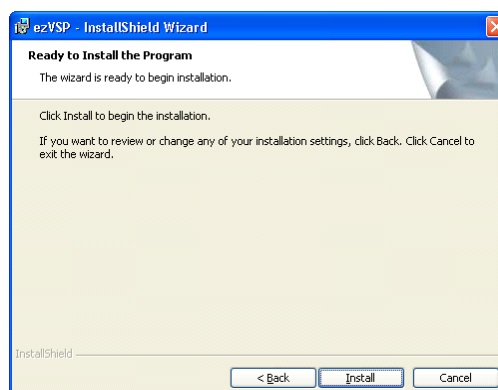 ezVSP - InstallShield Wizard
Ready to Install the Program
The wizard is ready to begin installation.
Click Install to begin the installation.
If you want to review or change any of your installation settings, click Back. Click Cancel to
exit the wizard.
InstallShield
< Back
Install
Cancel